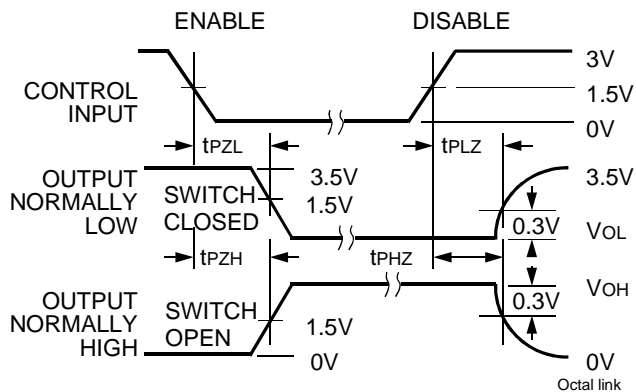 ENABLE
DISABLE
CONTROL
INPUT
3V
1.5V
0V
tPZL
tPLZ
OUTPUT
NORMALLY
LOW
SWITCH
CLOSED
3.5V
1.5V
3.5V
0.3V
VOL
tPZH
tPHZ
OUTPUT
NORMALLY
HIGH
SWITCH
OPEN
1.5V
0V
0.3V
VOH
0V
Octal link